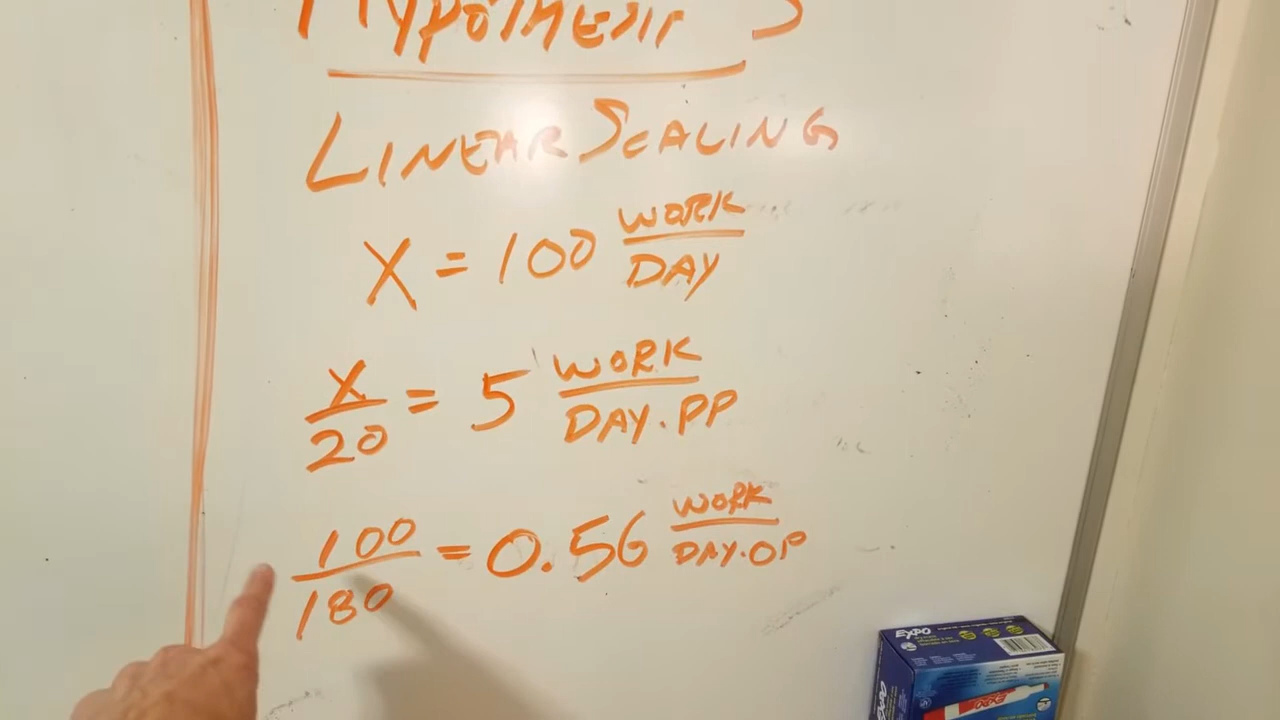 HYPOTHESIS
LINEAR SCALING
X = 100 WORK/DAY
X/20 = 5 WORK/DAY.PP
100/180 = 0.56 WORK/DAY.OP
EXPO
EXPO